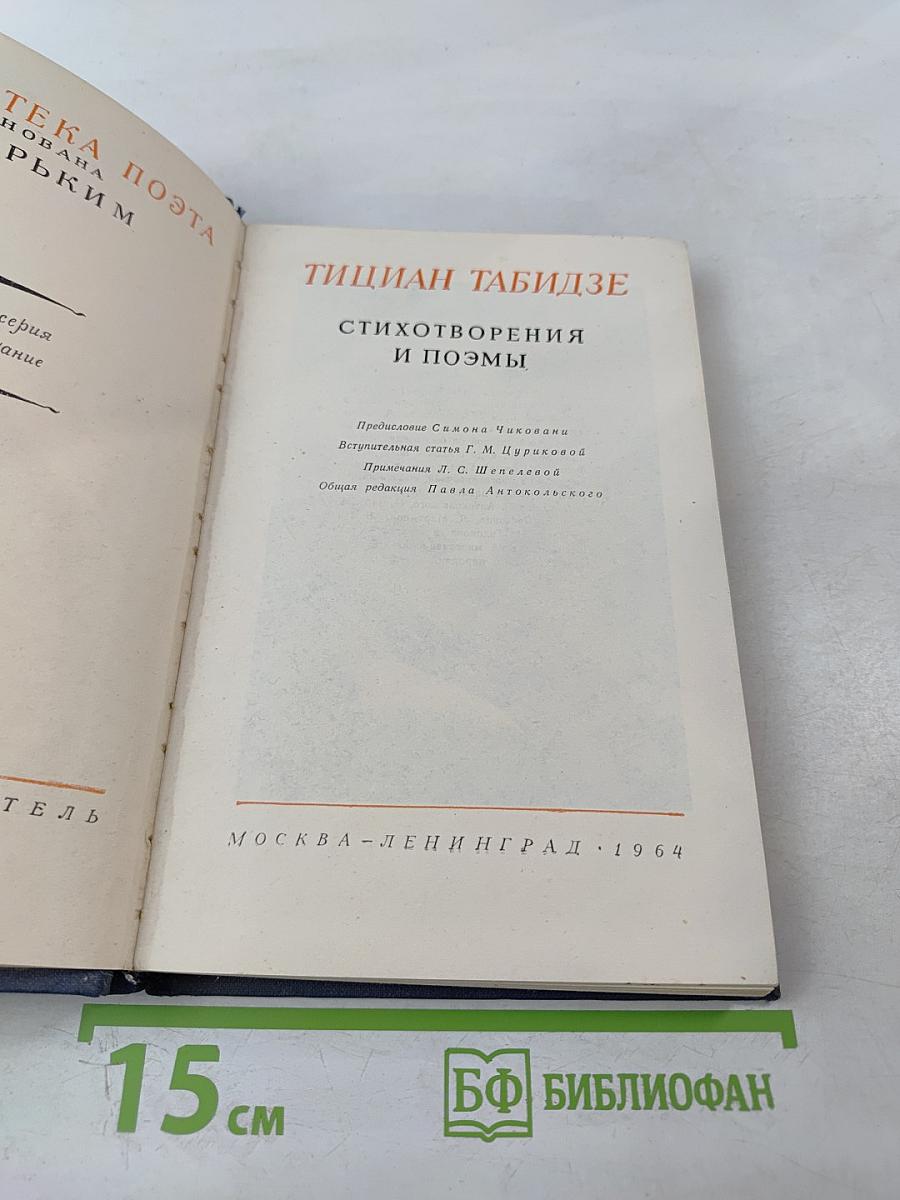 ТЕКА ПОЭТА
НОВАНА
РЬКИМ
серия
ание
ТЕЛЬ
ТИЦИАН ТАБИДЗЕ
СТИХОТВОРЕНИЯ
И ПОЭМЫ
Предисловие Симона Чиковани
Вступительная статья Г. М. Цуриковой
Примечания Л. С. Шепелевой
Общая редакция Павла Антокольского
МОСКВА – ЛЕНИНГРАД · 1964
15 см
БФ БИБЛИОФАН